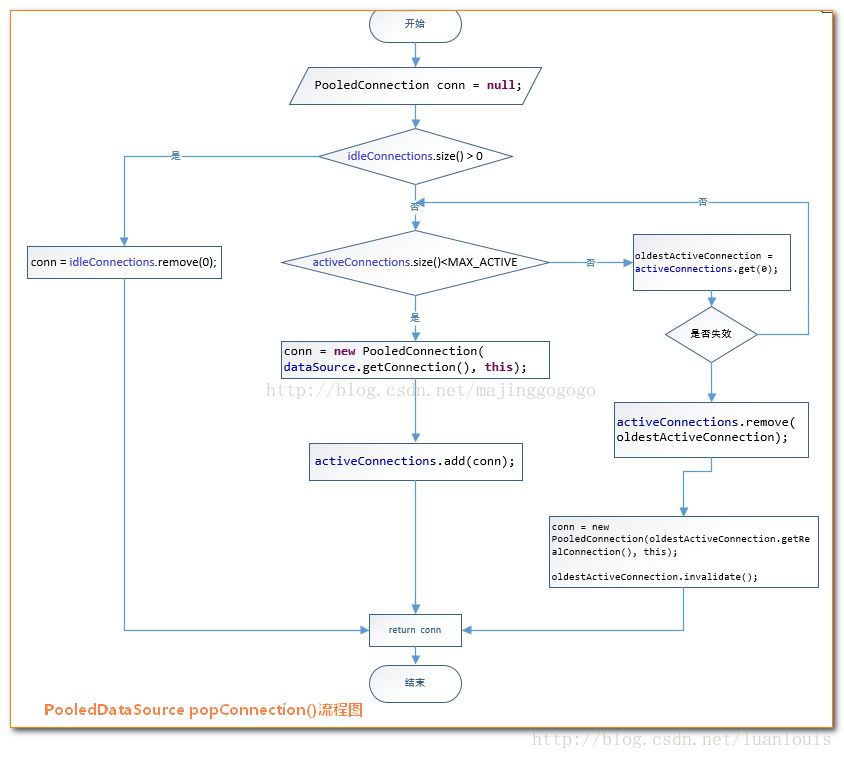 开始
PooledConnection conn = null;
idleConnections.size() > 0
是
否
否
conn = idleConnections.remove(0);
activeConnections.size()<MAX_ACTIVE
否
oldestActiveConnection =
activeConnections.get(0);
是
是否失效
conn = new PooledConnection(
dataSource.getConnection(), this);
http://blog.csdn.net/majinggogogo
activeConnections.remove(
oldestActiveConnection);
activeConnections.add(conn);
conn = new
PooledConnection(oldestActiveConnection.getRe
alConnection(), this);
oldestActiveConnection.invalidate();
return conn
结束
PooledDataSource popConnection()流程图
http://blog.csdn.net/luanlouis